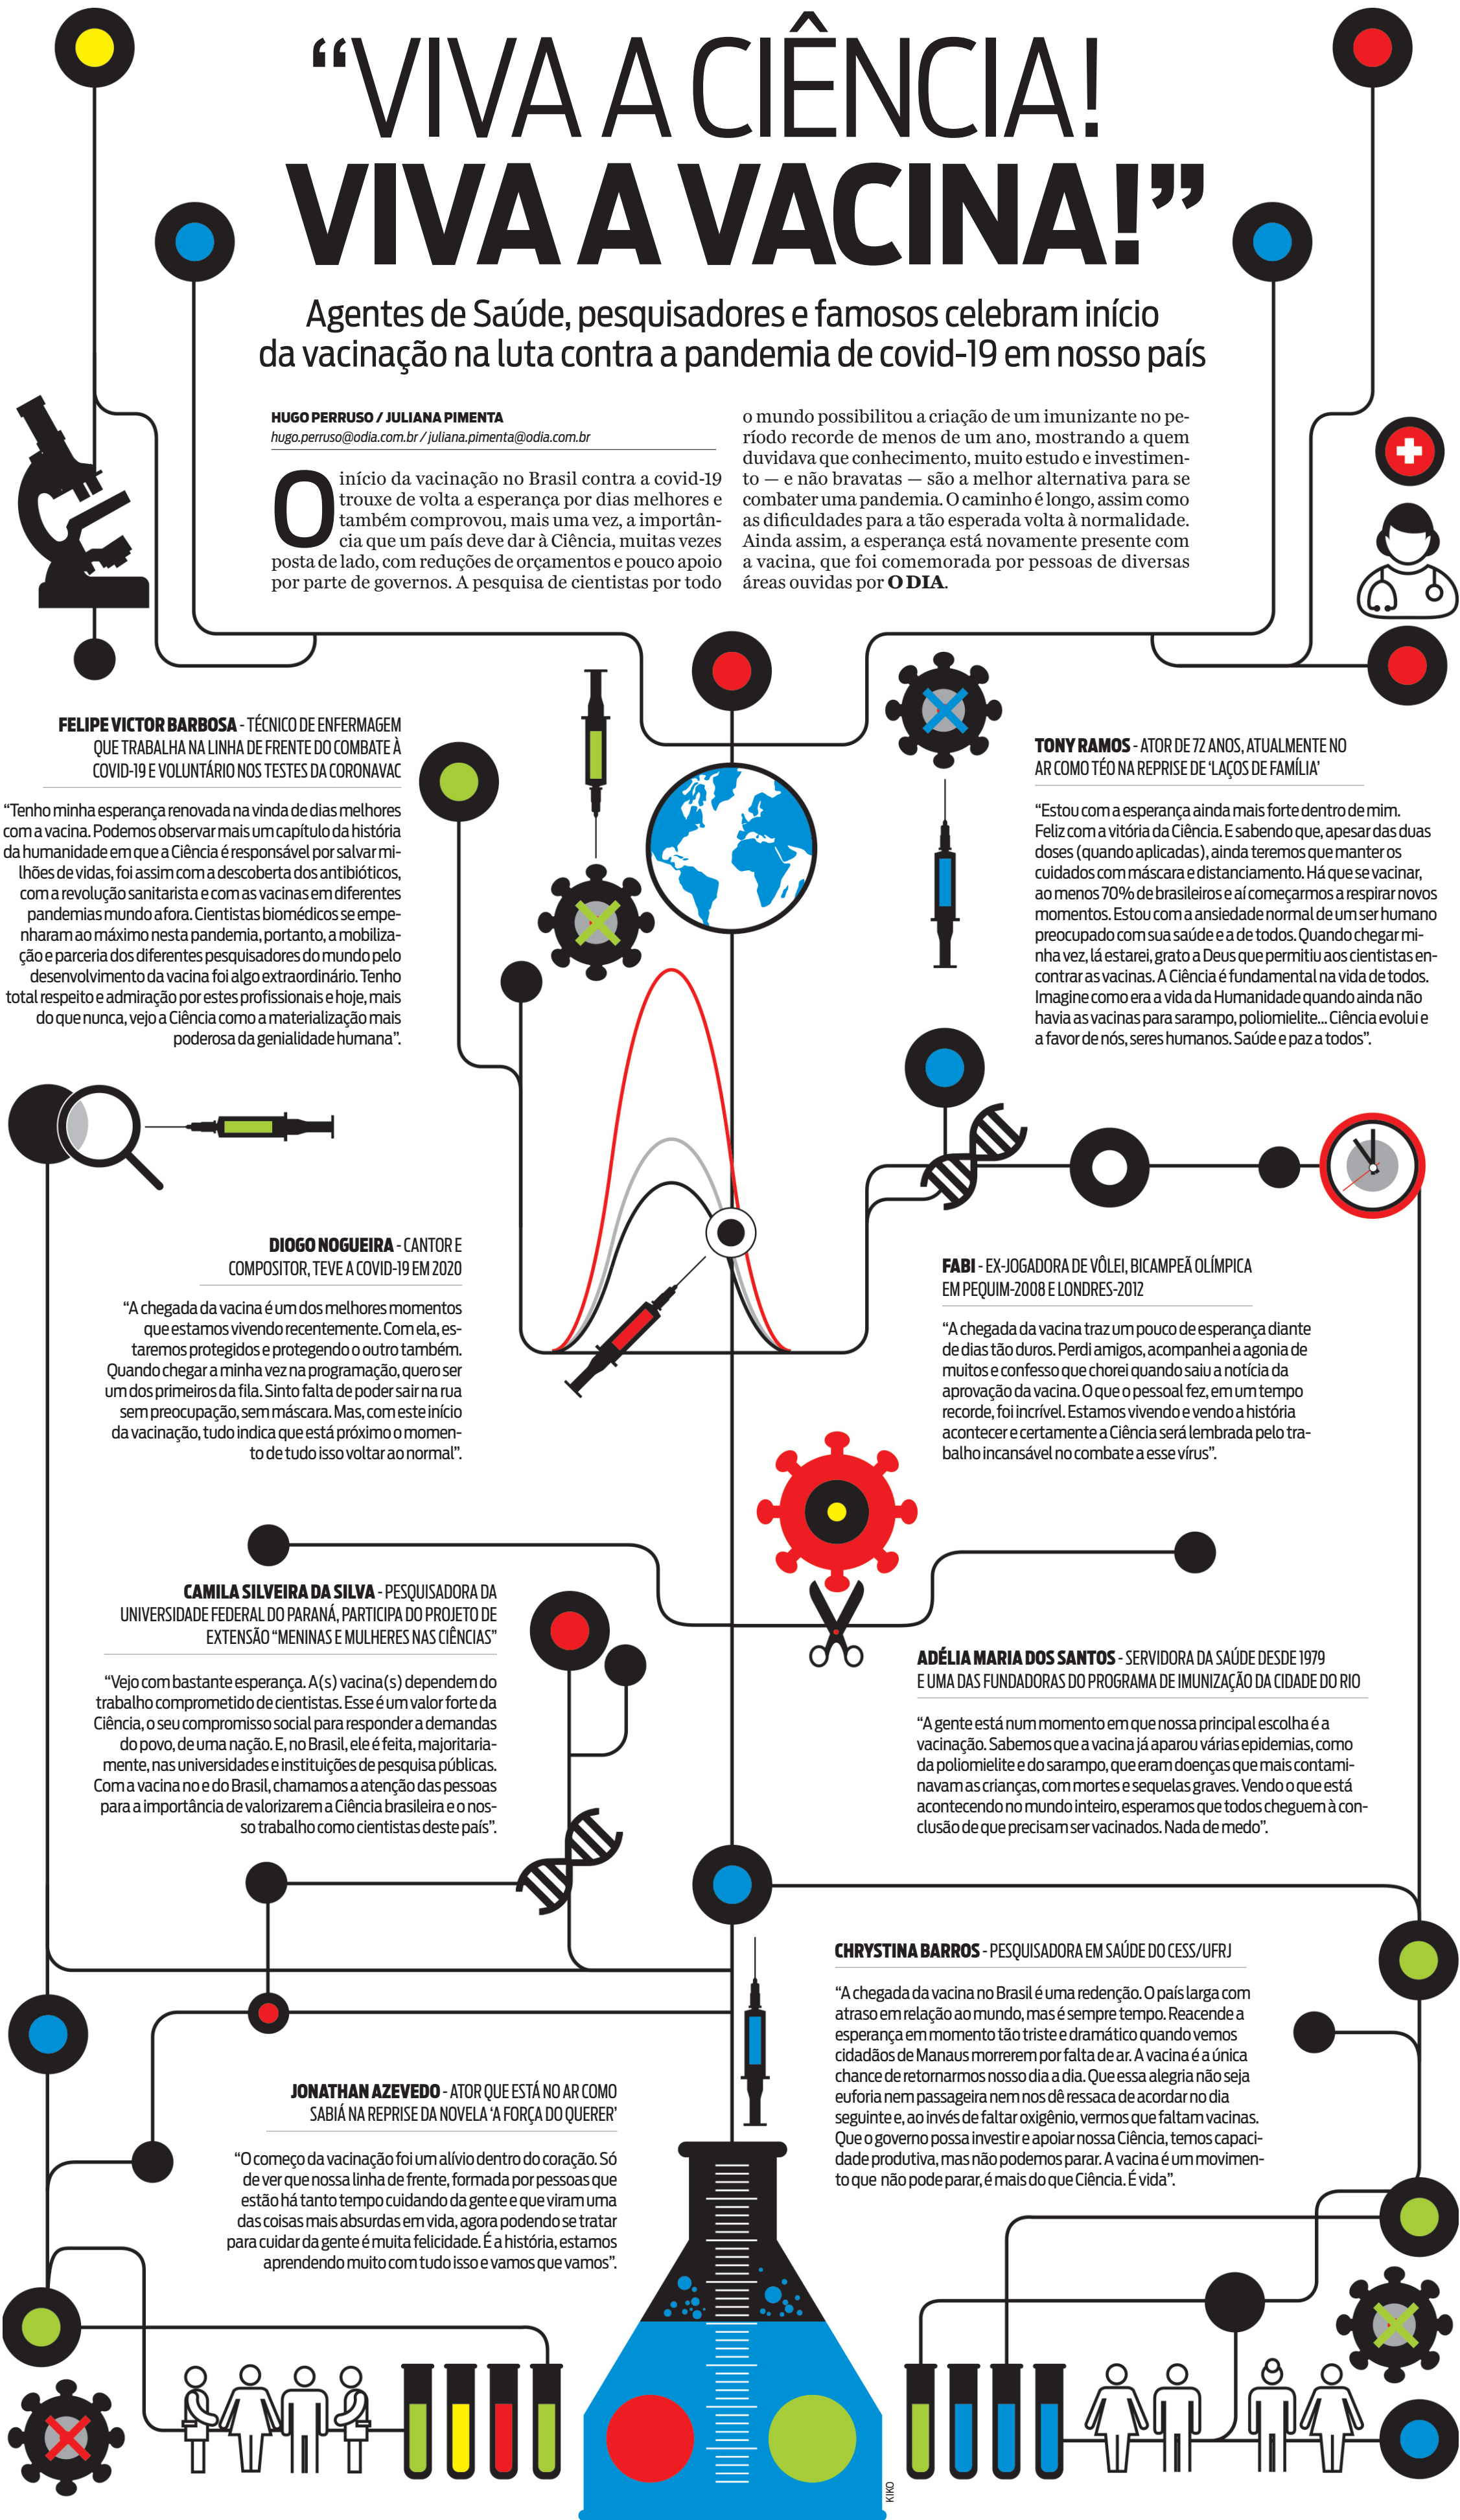 “VIVA A CIÊNCIA!
VIVA A VACINA!”
Agentes de Saúde, pesquisadores e famosos celebram início
da vacinação na luta contra a pandemia de covid-19 em nosso país
HUGO PERRUSO / JULIANA PIMENTA
hugo.perruso@odia.com.br / juliana.pimenta@odia.com.br
O início da vacinação no Brasil contra a covid-19
trouxe de volta a esperança por dias melhores e
também comprovou, mais uma vez, a importân-
cia que um país deve dar à Ciência, muitas vezes
posta de lado, com reduções de orçamentos e pouco apoio
por parte de governos. A pesquisa de cientistas por todo
o mundo possibilitou a criação de um imunizante no pe-
ríodo recorde de menos de um ano, mostrando a quem
duvidava que conhecimento, muito estudo e investimen-
to — e não bravatas — são a melhor alternativa para se
combater uma pandemia. O caminho é longo, assim como
as dificuldades para a tão esperada volta à normalidade.
Ainda assim, a esperança está novamente presente com
a vacina, que foi comemorada por pessoas de diversas
áreas ouvidas por O DIA.
FELIPE VICTOR BARBOSA - TÉCNICO DE ENFERMAGEM
QUE TRABALHA NA LINHA DE FRENTE DO COMBATE À
COVID-19 E VOLUNTÁRIO NOS TESTES DA CORONAVAC
“Tenho minha esperança renovada na vinda de dias melhores
com a vacina. Podemos observar mais um capítulo da história
da humanidade em que a Ciência é responsável por salvar mi-
lhões de vidas, foi assim com a descoberta dos antibióticos,
com a revolução sanitarista e com as vacinas em diferentes
pandemias mundo afora. Cientistas biomédicos se empe-
nharam ao máximo nesta pandemia, portanto, a mobiliza-
ção e parceria dos diferentes pesquisadores do mundo pelo
desenvolvimento da vacina foi algo extraordinário. Tenho
total respeito e admiração por estes profissionais e hoje, mais
do que nunca, vejo a Ciência como a materialização mais
poderosa da genialidade humana”.
TONY RAMOS - ATOR DE 72 ANOS, ATUALMENTE NO
AR COMO TÉO NA REPRISE DE ‘LAÇOS DE FAMÍLIA’
“Estou com a esperança ainda mais forte dentro de mim.
Feliz com a vitória da Ciência. E sabendo que, apesar das duas
doses (quando aplicadas), ainda teremos que manter os
cuidados com máscara e distanciamento. Há que se vacinar,
ao menos 70% de brasileiros e aí começarmos a respirar novos
momentos. Estou com a ansiedade normal de um ser humano
preocupado com sua saúde e a de todos. Quando chegar mi-
nha vez, lá estarei, grato a Deus que permitiu aos cientistas en-
contrar as vacinas. A Ciência é fundamental na vida de todos.
Imagine como era a vida da Humanidade quando ainda não
havia as vacinas para sarampo, poliomielite... Ciência evolui e
a favor de nós, seres humanos. Saúde e paz a todos”.
DIOGO NOGUEIRA - CANTOR E
COMPOSITOR, TEVE A COVID-19 EM 2020
“A chegada da vacina é um dos melhores momentos
que estamos vivendo recentemente. Com ela, es-
taremos protegidos e protegendo o outro também.
Quando chegar a minha vez na programação, quero ser
um dos primeiros da fila. Sinto falta de poder sair na rua
sem preocupação, sem máscara. Mas, com este início
da vacinação, tudo indica que está próximo o momen-
to de tudo isso voltar ao normal”.
FABI - EX-JOGADORA DE VÔLEI, BICAMPEÃ OLÍMPICA
EM PEQUIM-2008 E LONDRES-2012
“A chegada da vacina traz um pouco de esperança diante
de dias tão duros. Perdi amigos, acompanhei a agonia de
muitos e confesso que chorei quando saiu a notícia da
aprovação da vacina. O que o pessoal fez, em um tempo
recorde, foi incrível. Estamos vivendo e vendo a história
acontecer e certamente a Ciência será lembrada pelo tra-
balho incansável no combate a esse vírus”.
CAMILA SILVEIRA DA SILVA - PESQUISADORA DA
UNIVERSIDADE FEDERAL DO PARANÁ, PARTICIPA DO PROJETO DE
EXTENSÃO “MENINAS E MULHERES NAS CIÊNCIAS”
“Vejo com bastante esperança. A(s) vacina(s) dependem do
trabalho comprometido de cientistas. Esse é um valor forte da
Ciência, o seu compromisso social para responder a demandas
do povo, de uma nação. E, no Brasil, ele é feita, majoritaria-
mente, nas universidades e instituições de pesquisa públicas.
Com a vacina no e do Brasil, chamamos a atenção das pessoas
para a importância de valorizarem a Ciência brasileira e o nos-
so trabalho como cientistas deste país”.
ADÉLIA MARIA DOS SANTOS - SERVIDORA DA SAÚDE DESDE 1979
E UMA DAS FUNDADORAS DO PROGRAMA DE IMUNIZAÇÃO DA CIDADE DO RIO
“A gente está num momento em que nossa principal escolha é a
vacinação. Sabemos que a vacina já aparou várias epidemias, como
da poliomielite e do sarampo, que eram doenças que mais contami-
navam as crianças, com mortes e sequelas graves. Vendo o que está
acontecendo no mundo inteiro, esperamos que todos cheguem à con-
clusão de que precisam ser vacinados. Nada de medo”.
CHRYSTINA BARROS - PESQUISADORA EM SAÚDE DO CESS/UFRJ
“A chegada da vacina no Brasil é uma redenção. O país larga com
atraso em relação ao mundo, mas é sempre tempo. Reacende a
esperança em momento tão triste e dramático quando vemos
cidadãos de Manaus morrerem por falta de ar. A vacina é a única
chance de retornarmos nosso dia a dia. Que essa alegria não seja
euforia nem passageira nem nos dê ressaca de acordar no dia
seguinte e, ao invés de faltar oxigênio, vermos que faltam vacinas.
Que o governo possa investir e apoiar nossa Ciência, temos capaci-
dade produtiva, mas não podemos parar. A vacina é um movimen-
to que não pode parar, é mais do que Ciência. É vida”.
JONATHAN AZEVEDO - ATOR QUE ESTÁ NO AR COMO
SABIÁ NA REPRISE DA NOVELA ‘A FORÇA DO QUERER’
“O começo da vacinação foi um alívio dentro do coração. Só
de ver que nossa linha de frente, formada por pessoas que
estão há tanto tempo cuidando da gente e que viram uma
das coisas mais absurdas em vida, agora podendo se tratar
para cuidar da gente é muita felicidade. É a história, estamos
aprendendo muito com tudo isso e vamos que vamos”.
KIKO